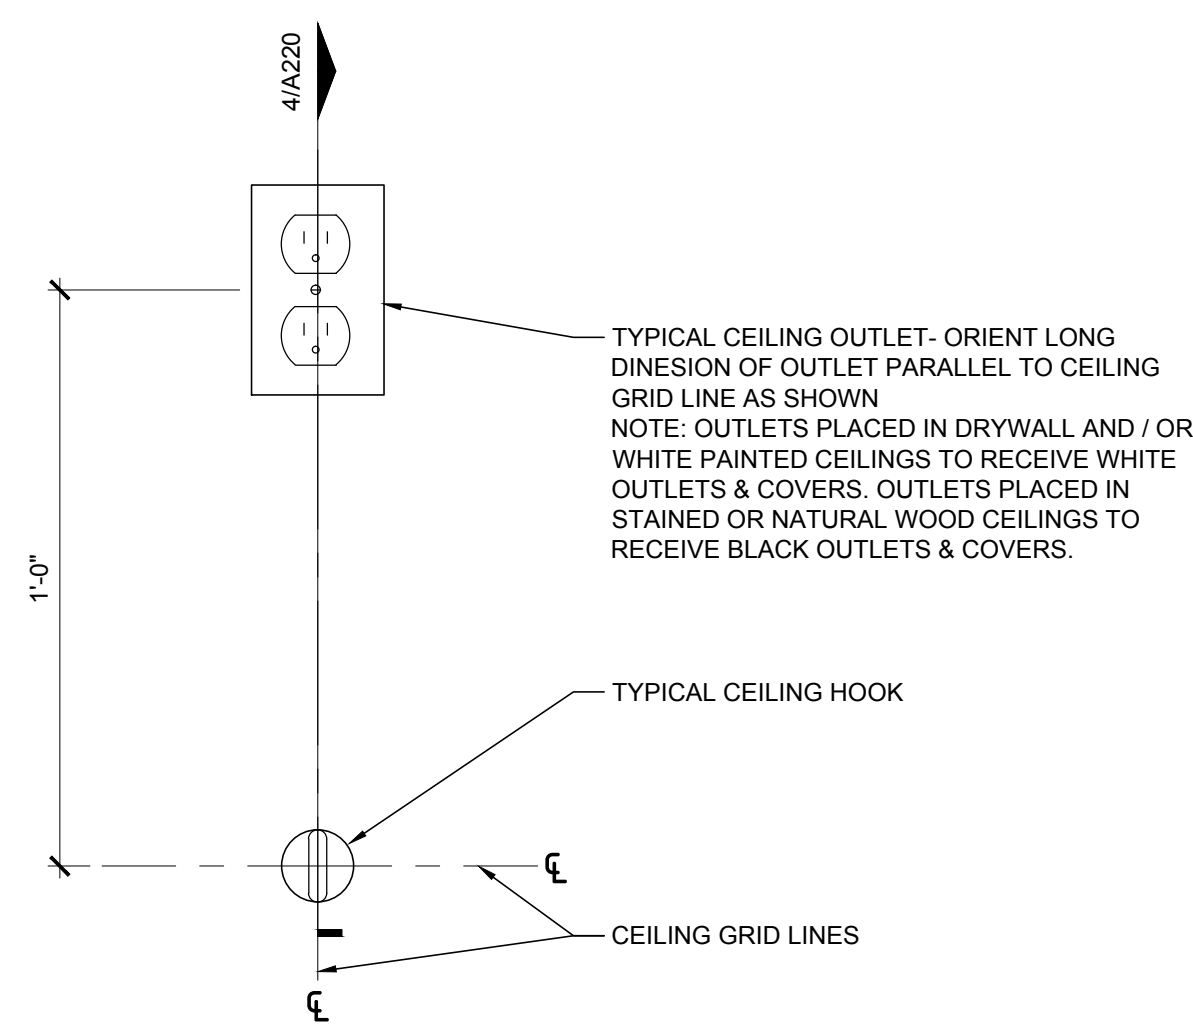 4/A220
TYPICAL CEILING OUTLET- ORIENT LONG
DINESION OF OUTLET PARALLEL TO CEILING
GRID LINE AS SHOWN
NOTE: OUTLETS PLACED IN DRYWALL AND / OR
WHITE PAINTED CEILINGS TO RECEIVE WHITE
OUTLETS & COVERS. OUTLETS PLACED IN
STAINED OR NATURAL WOOD CEILINGS TO
RECEIVE BLACK OUTLETS & COVERS.
1'-0"
TYPICAL CEILING HOOK
℄
CEILING GRID LINES
℄